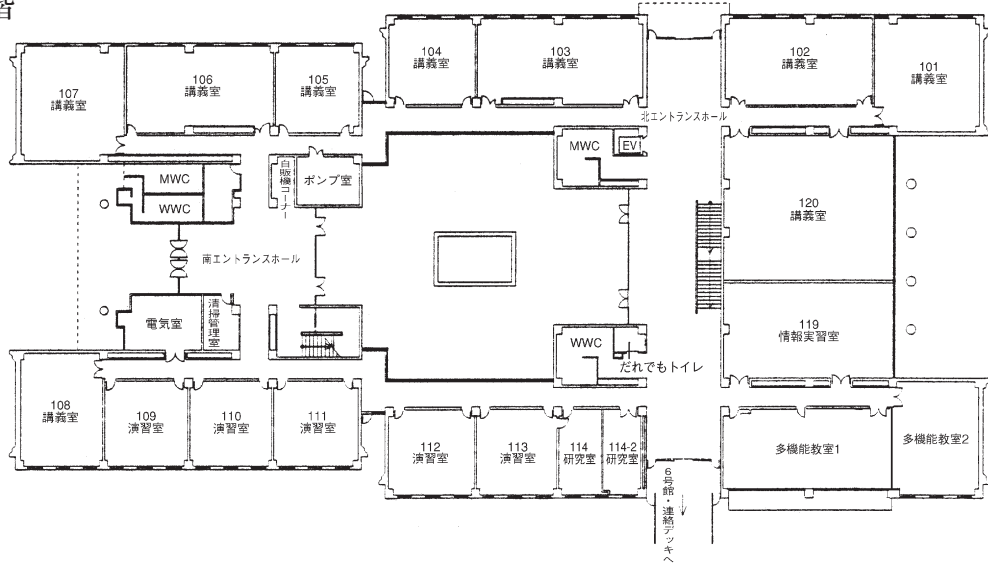 階
104
講義室
103
講義室
102
講義室
101
講義室
107
講義室
106
講義室
105
講義室
北エントランスホール
MWC
EV
MWC
WWC
自販機コーナー
ポンプ室
120
講義室
南エントランスホール
電気室
清掃管理室
119
情報実習室
WWC
だれでもトイレ
108
講義室
109
演習室
110
演習室
111
演習室
112
演習室
113
演習室
114
研究室
114-2
研究室
多機能教室1
多機能教室2
6号館・連絡デッキへ